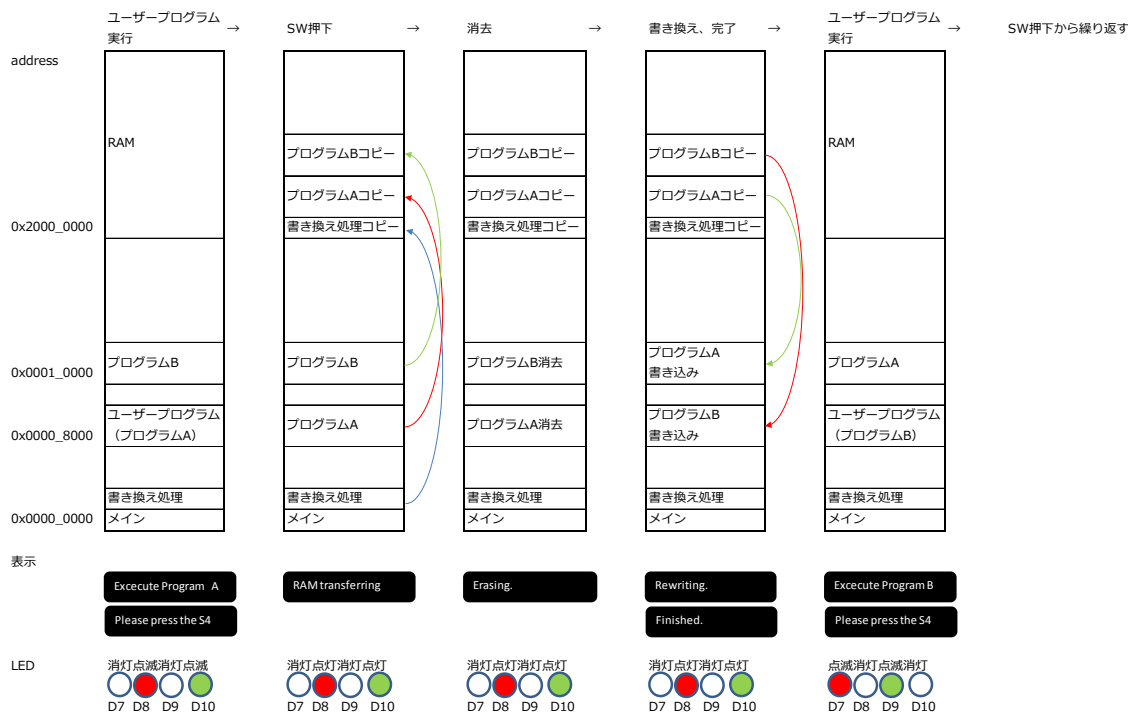 ユーザープログラム
実行
→
SW押下
→
消去
→
書き換え、完了
→
ユーザープログラム
実行
→
SW押下から繰り返す
address
RAM
プログラムBコピー
プログラムAコピー
書き換え処理コピー
プログラムBコピー
プログラムAコピー
書き換え処理コピー
プログラムBコピー
プログラムAコピー
書き換え処理コピー
RAM
0x2000_0000
プログラムB
プログラムB
プログラムB消去
プログラムA
書き込み
プログラムA
0x0001_0000
ユーザープログラム
(プログラムA)
プログラムA
プログラムA消去
プログラムB
書き込み
ユーザープログラム
(プログラムB)
0x0000_8000
書き換え処理
書き換え処理
書き換え処理
書き換え処理
書き換え処理
0x0000_0000
メイン
メイン
メイン
メイン
メイン
表示
Excecute Program A
RAM transferring
Erasing.
Rewriting.
Excecute Program B
Please press the S4
Finished.
Please press the S4
LED
消灯点滅消灯点滅
消灯点灯消灯点灯
消灯点灯消灯点灯
消灯点灯消灯点灯
点滅消灯点滅消灯
D7 D8 D9 D10
D7 D8 D9 D10
D7 D8 D9 D10
D7 D8 D9 D10
D7 D8 D9 D10